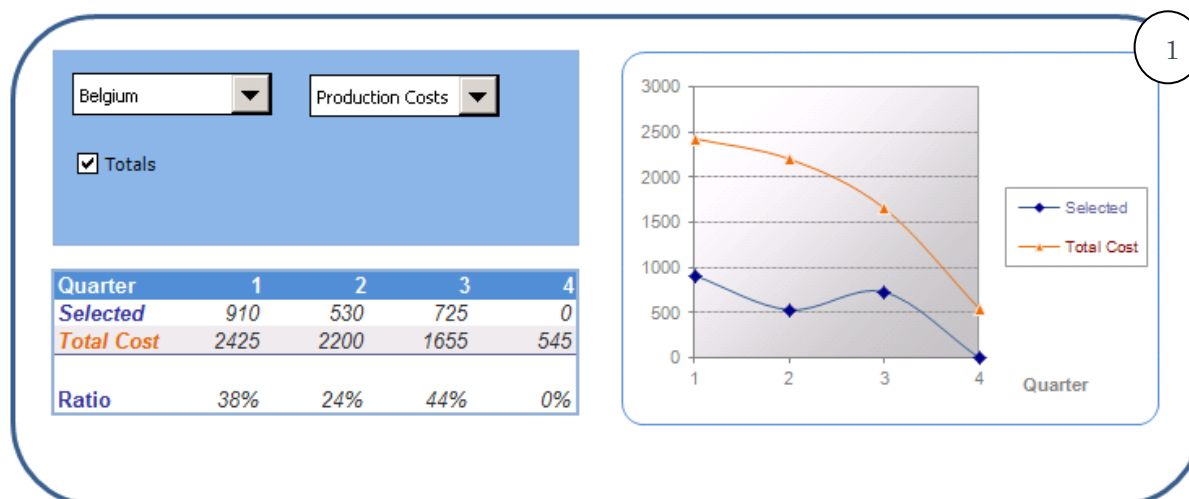 1
Belgium
Production Costs
Totals
Quarter 1 2 3 4
Selected 910 530 725 0
Total Cost 2425 2200 1655 545
Ratio 38% 24% 44% 0%
3000
2500
2000
1500
1000
500
0
1 2 3 4
Quarter
Selected
Total Cost